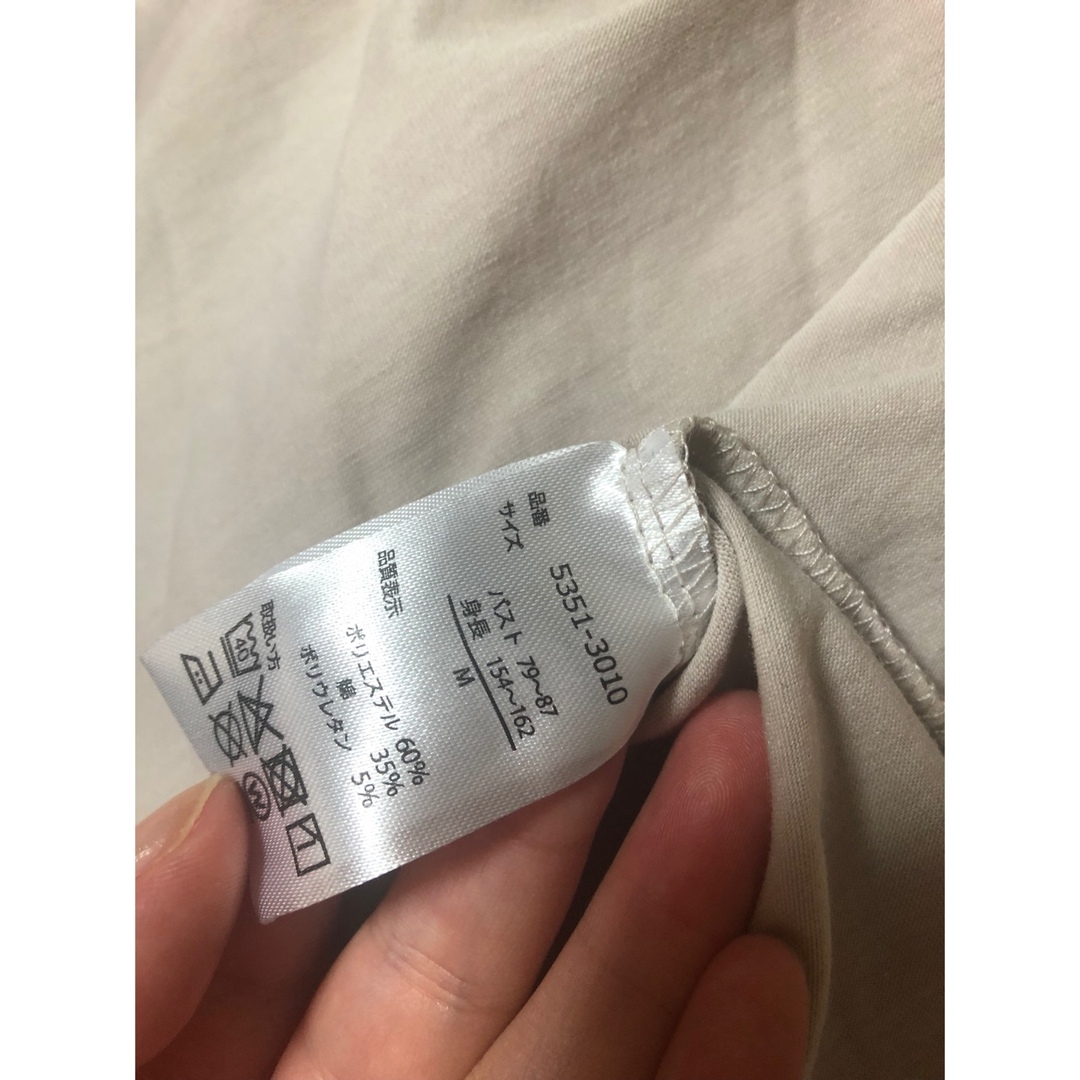 品番 5351-3010
サイズ バスト 79〜87
身長 154〜162
M
品質表示
ポリエステル 60%
綿 35%
ポリウレタン 5%
取扱い方
40
W